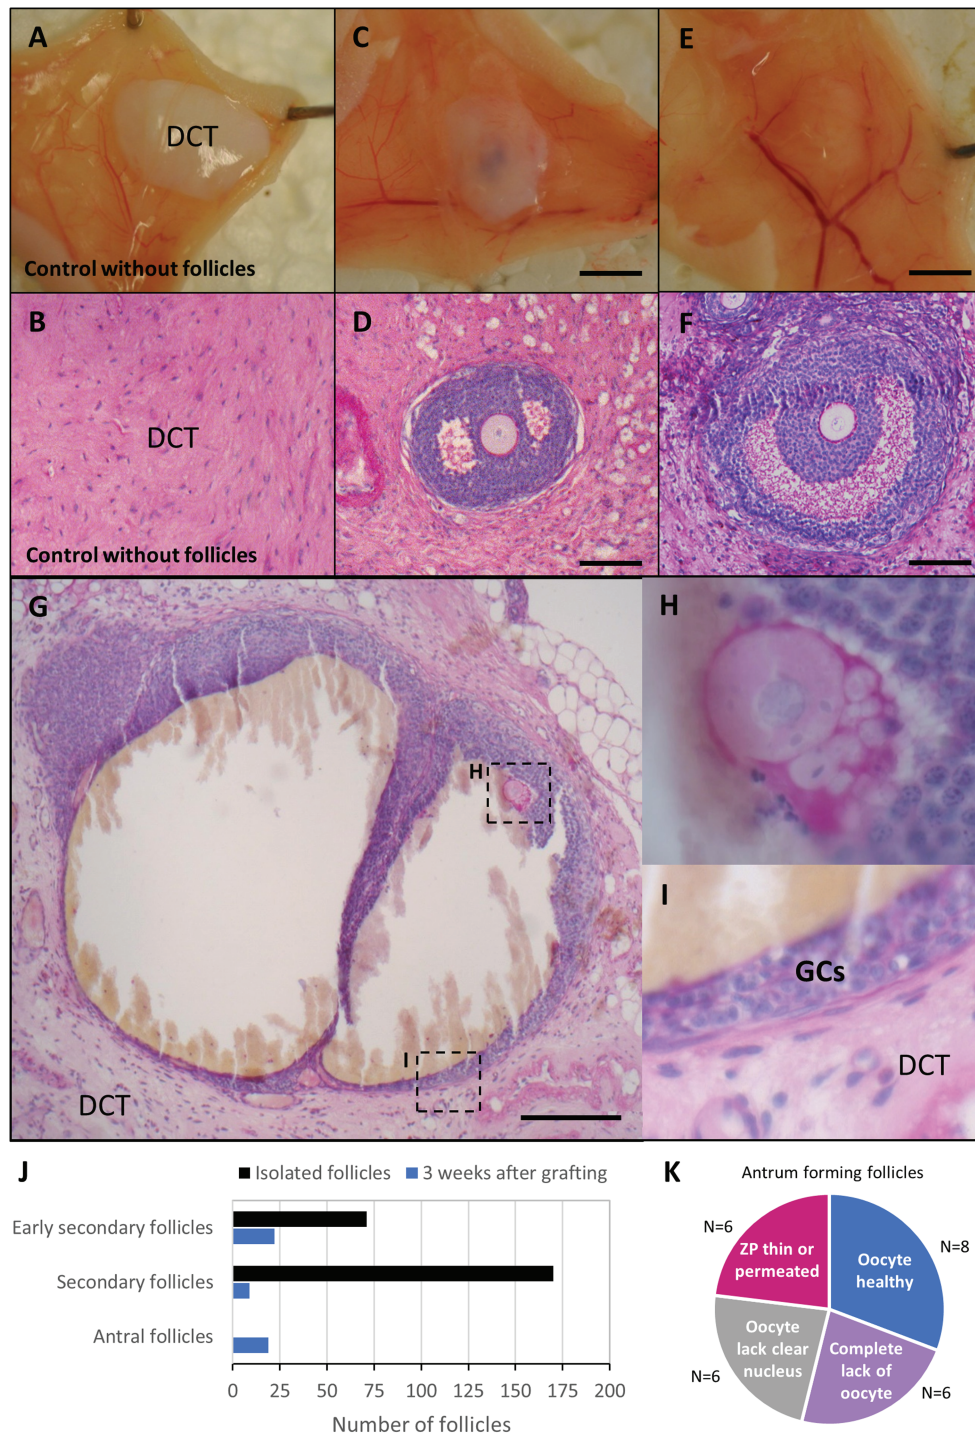 A
DCT
Control without follicles
C
E
B
DCT
Control without follicles
D
F
G
H
I
DCT
H
I
GCs
DCT
J
Isolated follicles
3 weeks after grafting
Early secondary follicles
Secondary follicles
Antral follicles
0 25 50 75 100 125 150 175 200
Number of follicles
K
Antrum forming follicles
N=6
ZP thin or
permeated
Oocyte
healthy
N=8
Oocyte
lack clear
nucleus
N=6
Complete
lack of
oocyte
N=6